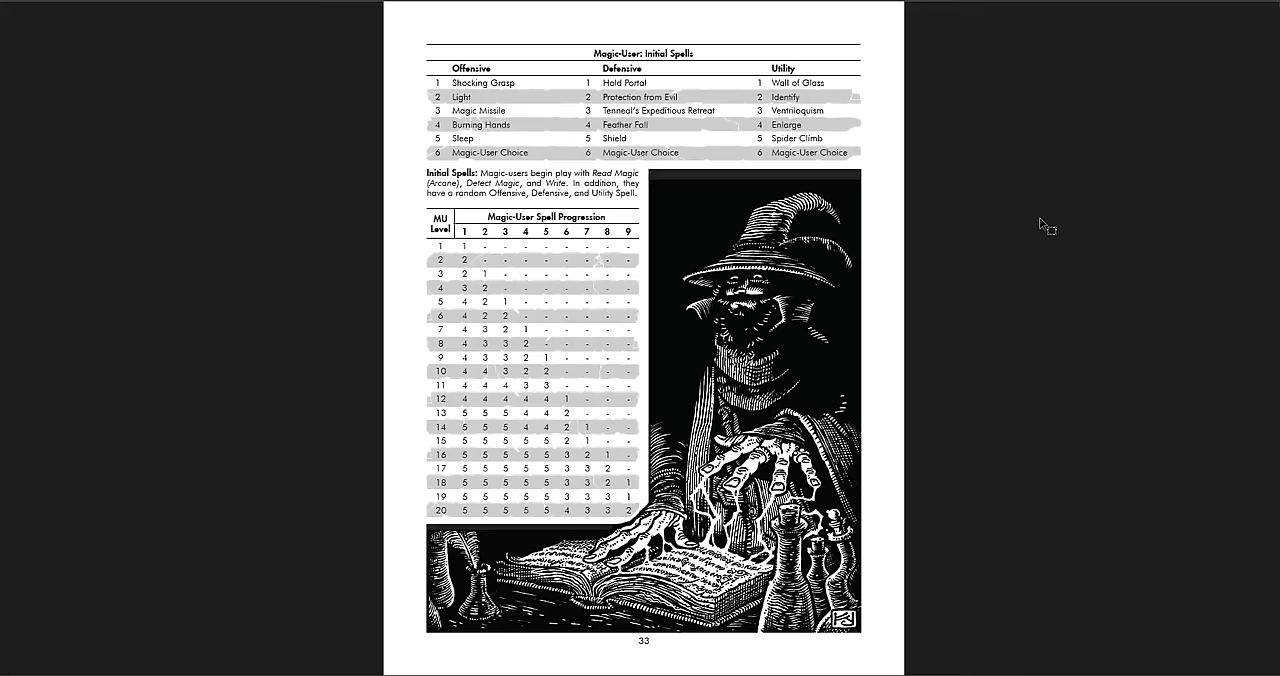 Magic-User: Initial Spells
Offensive Defensive Utility
1 Shocking Grasp 1 Hold Portal 1 Wall of Glass
2 Light 2 Protection from Evil 2 Identify
3 Magic Missile 3 Tenneal's Expeditious Retreat 3 Ventriloquism
4 Burning Hands 4 Feather Fall 4 Enlarge
5 Sleep 5 Shield 5 Spider Climb
6 Magic-User Choice 6 Magic-User Choice 6 Magic-User Choice
Initial Spells: Magic-users begin play with Read Magic
(Arcane), Detect Magic, and Write. In addition, they
have a random Offensive, Defensive, and Utility Spell.
MU Level Magic-User Spell Progression
1 2 3 4 5 6 7 8 9
1 1 - - - - - - - -
2 2 - - - - - - - -
3 2 1 - - - - - - -
4 3 2 - - - - - - -
5 4 2 1 - - - - - -
6 4 2 2 - - - - - -
7 4 3 2 1 - - - - -
8 4 3 3 2 - - - - -
9 4 3 3 2 1 - - - -
10 4 4 3 2 2 - - - -
11 4 4 4 3 3 - - - -
12 4 4 4 4 4 1 - - -
13 5 5 5 4 4 2 - - -
14 5 5 5 4 4 2 1 - -
15 5 5 5 5 5 2 1 - -
16 5 5 5 5 5 3 2 1 -
17 5 5 5 5 5 3 3 2 -
18 5 5 5 5 5 3 3 2 1
19 5 5 5 5 5 3 3 3 1
20 5 5 5 5 5 4 3 3 2
33